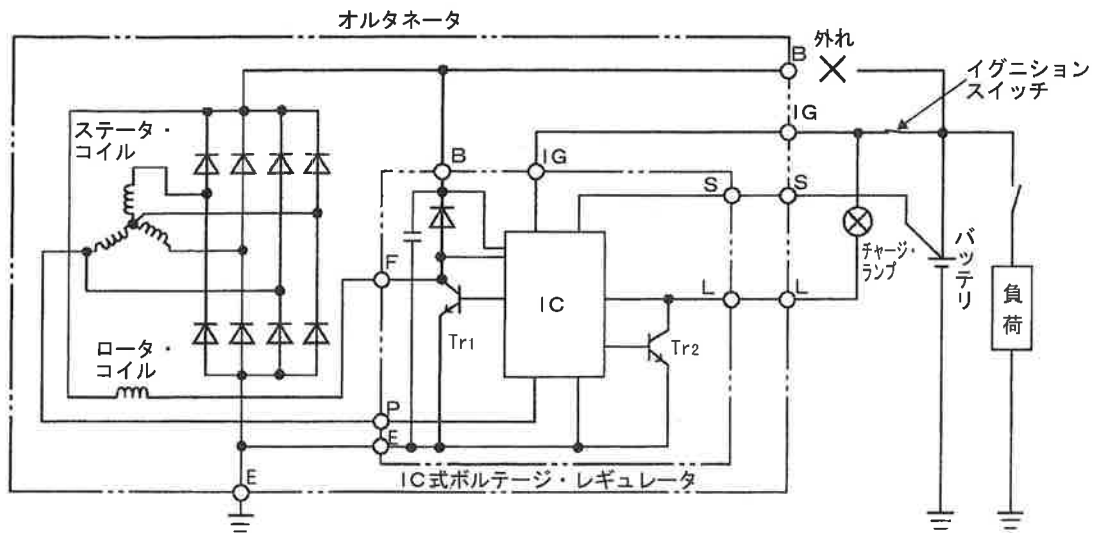 オルタネータ
B
外れ
イグニション
スイッチ
IG
ステータ・
コイル
B
IG
S
S
F
IC
チャージ・
ランプ
バッテリ
負荷
L
L
Tr1
Tr2
ロータ・
コイル
P
E
IC式ボルテージ・レギュレータ
E